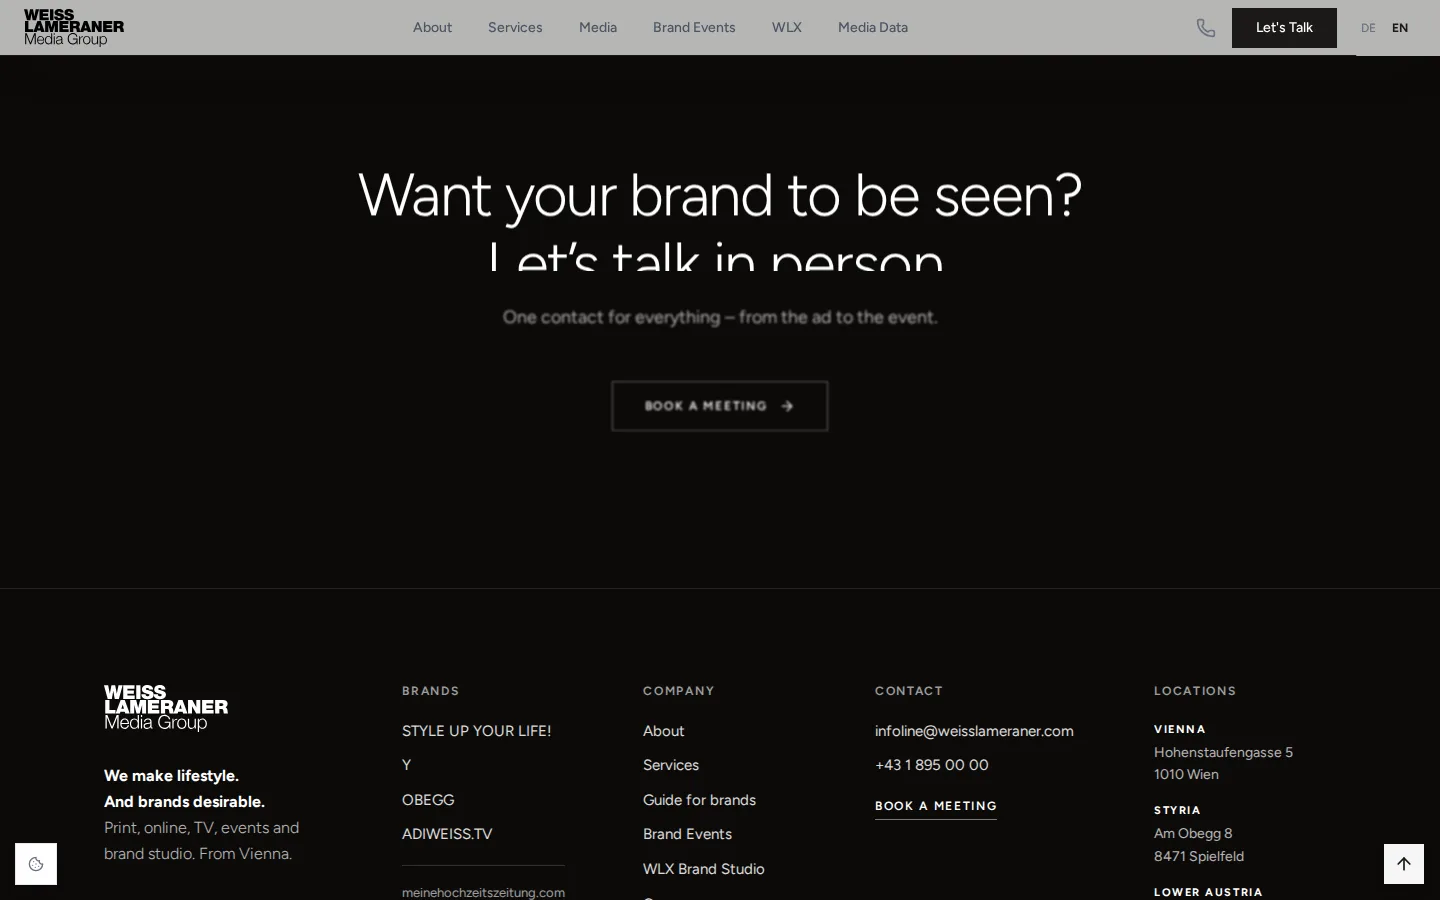 WEISS
LAMERANER
Media Group
About
Services
Media
Brand Events
WLX
Media Data
Let's Talk
DE
EN
Want your brand to be seen?
Let’s talk in person
One contact for everything – from the ad to the event.
BOOK A MEETING
WEISS
LAMERANER
Media Group
We make lifestyle.
And brands desirable.
Print, online, TV, events and
brand studio. From Vienna.
BRANDS
STYLE UP YOUR LIFE!
Y
OBEGG
ADIWEISS.TV
meinehochzeitszeitung.com
COMPANY
About
Services
Guide for brands
Brand Events
WLX Brand Studio
CONTACT
infoline@weisslameraner.com
+43 1 895 00 00
BOOK A MEETING
LOCATIONS
VIENNA
Hohenstaufengasse 5
1010 Wien
STYRIA
Am Obegg 8
8471 Spielfeld
LOWER AUSTRIA